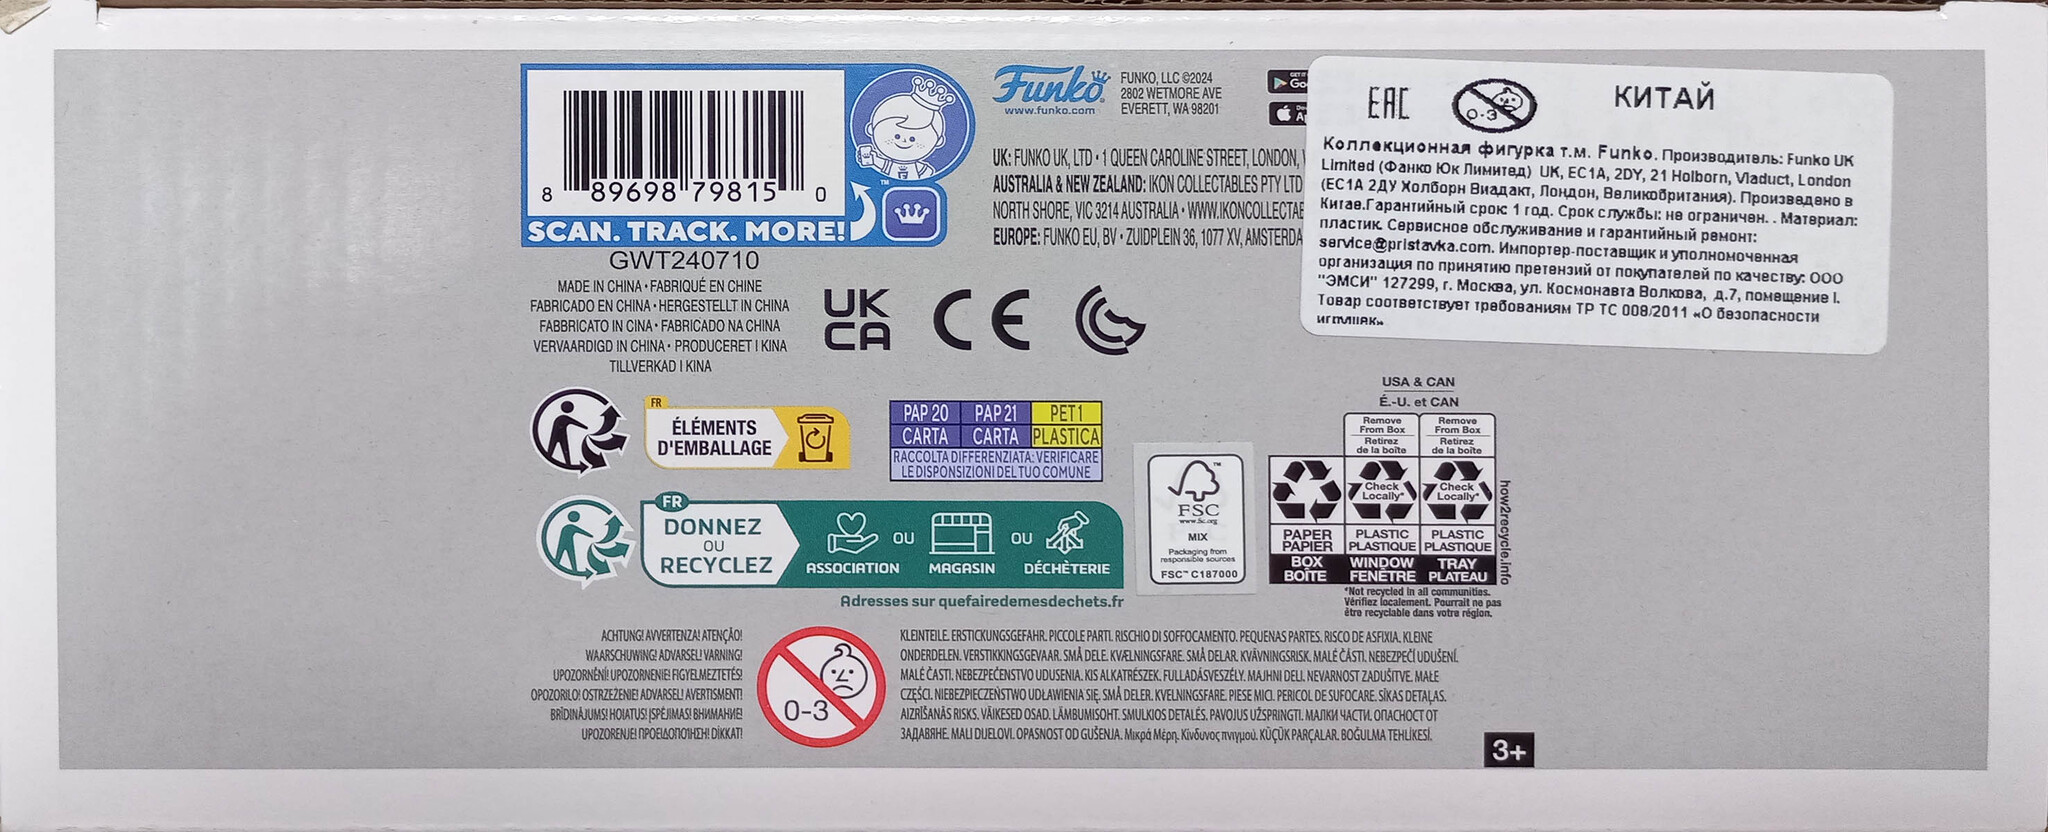 8 89698 79815 0
SCAN. TRACK. MORE!
™
GWT240710
MADE IN CHINA • FABRIQUÉ EN CHINE
FABRICADO EN CHINA • HERGESTELLT IN CHINA
FABBRICATO IN CINA • FABRICADO NA CHINA
VERVAARDIGD IN CHINA • PRODUCERET I KINA
TILLVERKAD I KINA
Funko
www.funko.com
FUNKO, LLC ©2024
2802 WETMORE AVE
EVERETT, WA 98201
GET IT
Go
UK: FUNKO UK, LTD • 1 QUEEN CAROLINE STREET, LONDON,
AUSTRALIA & NEW ZEALAND: IKON COLLECTABLES PTY LTD
NORTH SHORE, VIC 3214 AUSTRALIA • WWW.IKONCOLLECTAB
EUROPE: FUNKO EU, BV • ZUIDPLEIN 36, 1077 XV, AMSTERDA
UK
CA
CE
EAC
0-3
КИТАЙ
Коллекционная фигурка т.м. Funko. Производитель: Funko UK
Limited (Фанко Юк Лимитед) UK, EC1A, 2DY, 21 Holborn, Viaduct, London
(ЕС1А 2ДУ Холборн Виадакт, Лондон, Великобритания). Произведено в
Китае.Гарантийный срок: 1 год. Срок службы: не ограничен. . Материал:
пластик. Сервисное обслуживание и гарантийный ремонт:
service@pristavka.com. Импортер-поставщик и уполномоченная
организация по принятию претензий от покупателей по качеству: ООО
"ЭМСИ" 127299, г. Москва, ул. Космонавта Волкова, д.7, помещение I.
Товар соответствует требованиям ТР ТС 008/2011 «О безопасности
игрушек»
FR
ÉLÉMENTS
D'EMBALLAGE
PAP 20 PAP 21 PET1
CARTA CARTA PLASTICA
RACCOLTA DIFFERENZIATA: VERIFICARE
LE DISPOSIZIONI DEL TUO COMUNE
FR
DONNEZ
OU
RECYCLEZ
ASSOCIATION OU MAGASIN OU DÉCHÈTERIE
Adresses sur quefairedemesdechets.fr
FSC
www.fsc.org
MIX
Packaging from
responsible sources
FSC™ C187000
USA & CAN
É.-U. et CAN
Remove From Box Remove From Box
Retirez de la boîte Retirez de la boîte
Check Locally* Check Locally*
PAPER PLASTIC PLASTIC
PAPIER PLASTIQUE PLASTIQUE
BOX WINDOW TRAY
BOÎTE FENÊTRE PLATEAU
how2recycle.info
*Not recycled in all communities.
Vérifiez localement. Pourrait ne pas
être recyclable dans votre région.
ACHTUNG! AVVERTENZA! ATENÇÃO!
WAARSCHUWING! ADVARSEL! VARNING!
UPOZORNĚNÍ! UPOZORNENIE! FIGYELMEZTETÉS!
OPOZORILO! OSTRZEŻENIE! ADVARSEL! AVERTISMENT!
BRĪDINĀJUMS! HOIATUS! ĮSPĖJIMAS! ВНИМАНИЕ!
UPOZORENJE! ΠΡΟΕΙΔΟΠΟΙΗΣΗ! DİKKAT!
0-3
KLEINTEILE. ERSTICKUNGSGEFAHR. PICCOLE PARTI. RISCHIO DI SOFFOCAMENTO. PEQUENAS PARTES. RISCO DE ASFIXIA. KLEINE
ONDERDELEN. VERSTIKKINGSGEVAAR. SMÅ DELE. KVÆLNINGSFARE. SMÅ DELAR. KVÄVNINGSRISK. MALÉ ČÁSTI. NEBEZPEČÍ UDUŠENÍ.
MALÉ ČASTI. NEBEZPEČENSTVO UDUSENIA. KIS ALKATRÉSZEK. FULLADÁSVESZÉLY. MAJHNI DELI. NEVARNOST ZADUŠITVE. MAŁE
CZĘŚCI. NIEBEZPIECZEŃSTWO UDŁAWIENIA SIĘ. SMÅ DELER. KVELNINGSFARE. PIESE MICI. PERICOL DE SUFOCARE. SĪKAS DETAĻAS.
AIZRĪŠANĀS RISKS. VÄIKESED OSAD. LÄMBUMISOHT. SMULKIOS DETALĖS. PAVOJUS UŽSPRINGTI. МАЛКИ ЧАСТИ. ОПАСНОСТ ОТ
ЗАДАВЯНЕ. MALI DIJELOVI. OPASNOST OD GUŠENJA. Μικρά Μέρη. Κίνδυνος πνιγμού. KÜÇÜK PARÇALAR. BOĞULMA TEHLİKESİ.
3+